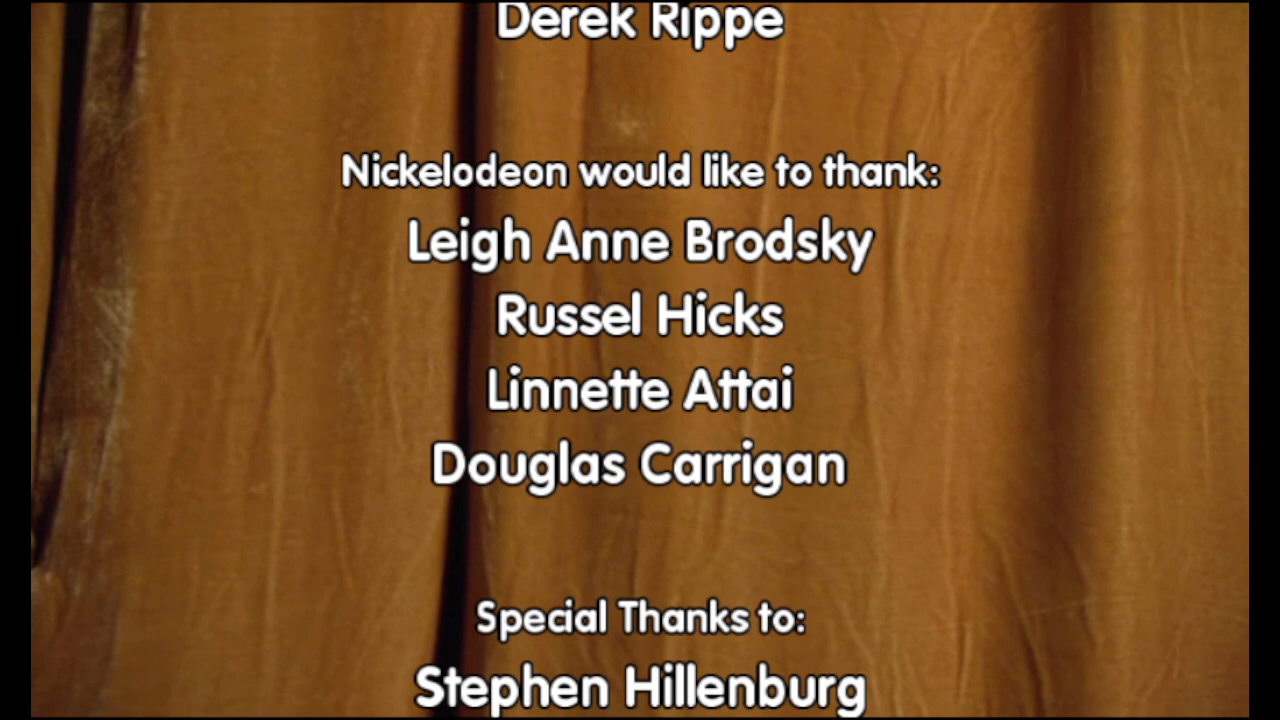 Derek Rippe
Nickelodeon would like to thank:
Leigh Anne Brodsky
Russel Hicks
Linnette Attai
Douglas Carrigan
Special Thanks to:
Stephen Hillenburg